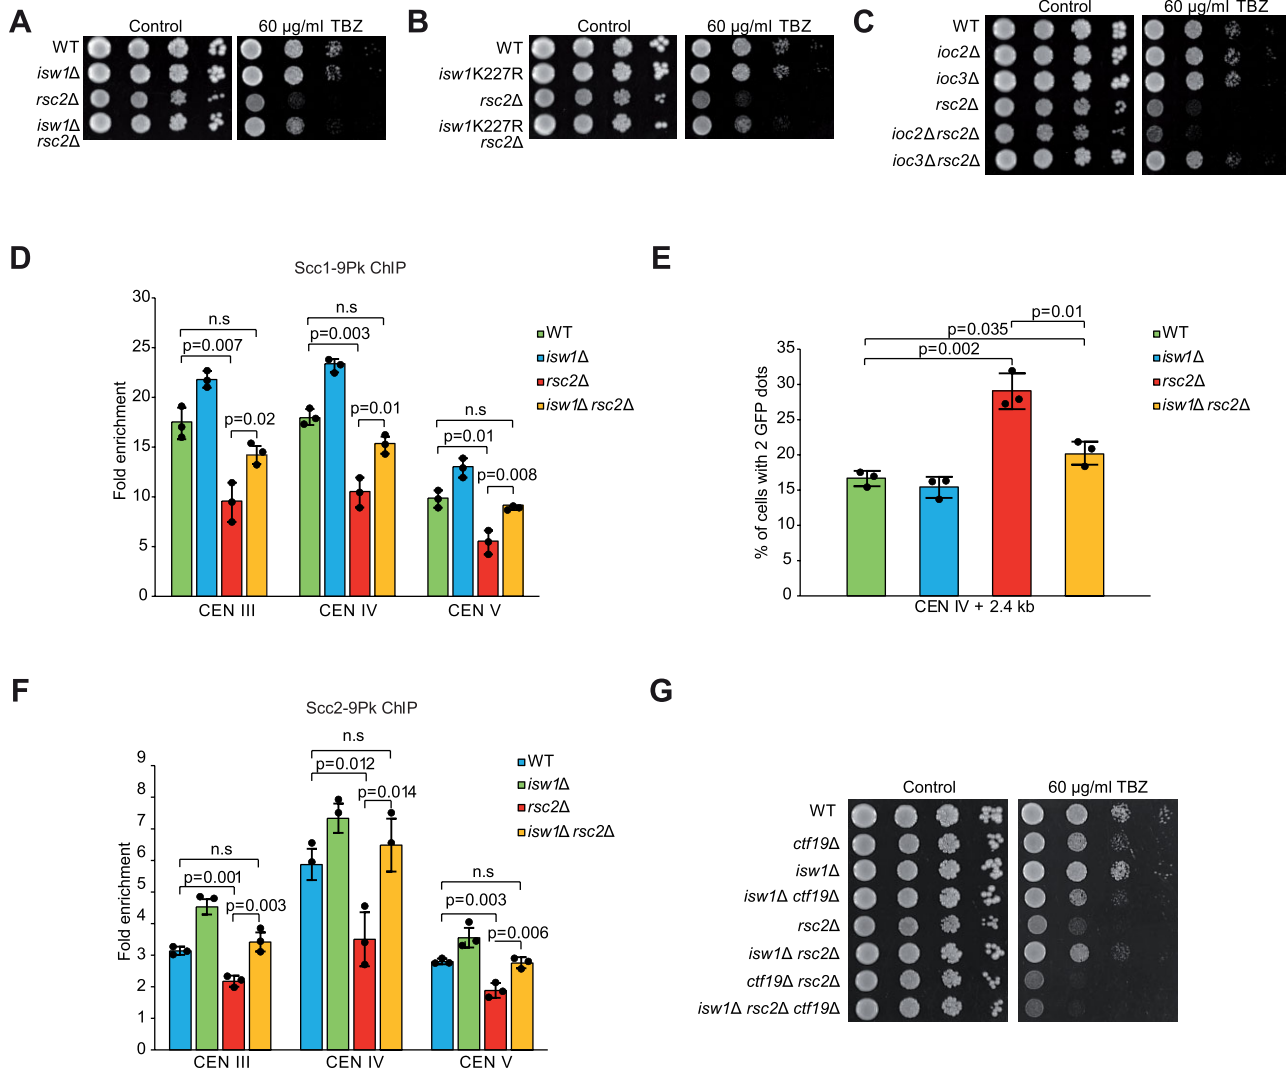 A
Control
60 µg/ml TBZ
WT
isw1Δ
rsc2Δ
isw1Δ
rsc2Δ
B
Control
60 µg/ml TBZ
WT
isw1K227R
rsc2Δ
isw1K227R
rsc2Δ
C
Control
60 µg/ml TBZ
WT
ioc2Δ
ioc3Δ
rsc2Δ
ioc2Δrsc2Δ
ioc3Δrsc2Δ
D
Scc1-9Pk ChIP
Fold enrichment
30
20
15
10
5
0
n.s
p=0.007
p=0.02
n.s
p=0.003
p=0.01
n.s
p=0.01
p=0.008
CEN III
CEN IV
CEN V
WT
isw1Δ
rsc2Δ
isw1Δ rsc2Δ
E
% of cells with 2 GFP dots
35
30
25
20
15
10
5
0
p=0.01
p=0.035
p=0.002
CEN IV + 2.4 kb
WT
isw1Δ
rsc2Δ
isw1Δ rsc2Δ
F
Scc2-9Pk ChIP
Fold enrichment
9
8
7
6
5
4
3
2
1
0
n.s
p=0.001
p=0.003
n.s
p=0.012
p=0.014
n.s
p=0.003
p=0.006
CEN III
CEN IV
CEN V
WT
isw1Δ
rsc2Δ
isw1Δ rsc2Δ
G
Control
60 µg/ml TBZ
WT
ctf19Δ
isw1Δ
isw1Δ ctf19Δ
rsc2Δ
isw1Δ rsc2Δ
ctf19Δ rsc2Δ
isw1Δ rsc2Δ ctf19Δ